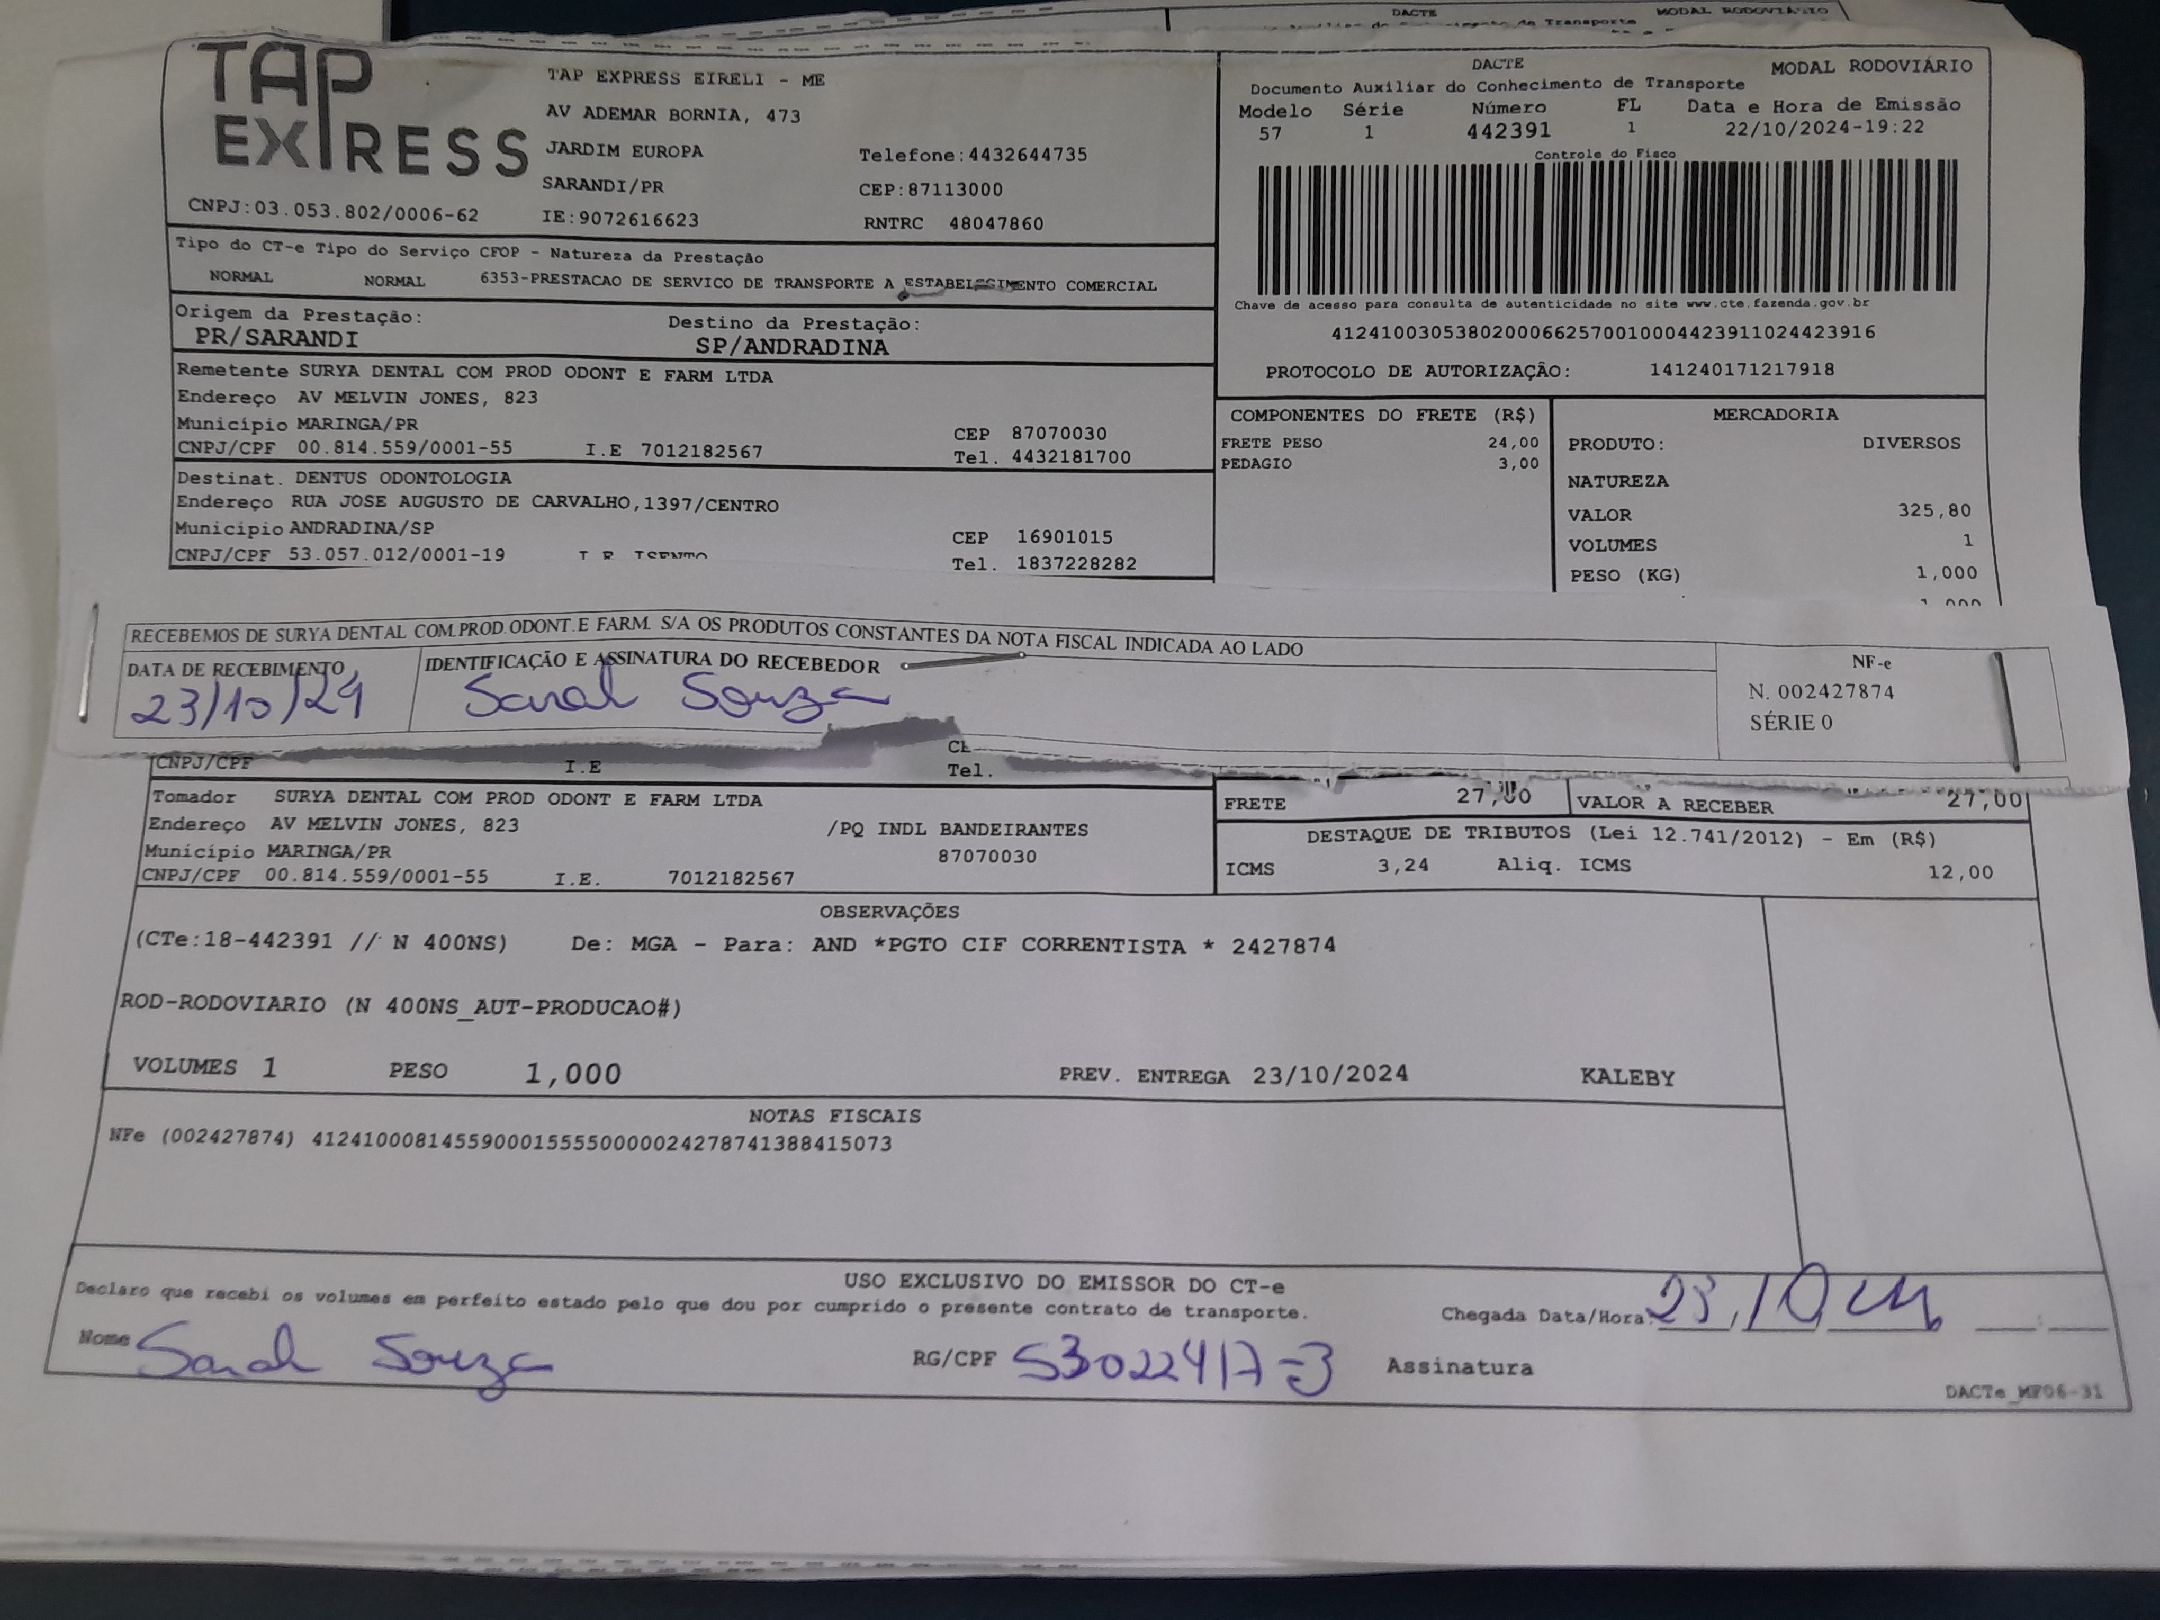 DACTE MODAL RODOVIÁRIO
TAP
EXPRESS
TAP EXPRESS EIRELI - ME
AV ADEMAR BORNIA, 473
JARDIM EUROPA Telefone:4432644735
SARANDI/PR CEP:87113000
CNPJ:03.053.802/0006-62 IE:9072616623 RNTRC 48047860
DACTE MODAL RODOVIÁRIO
Documento Auxiliar do Conhecimento de Transporte
Modelo Série Número FL Data e Hora de Emissão
57 1 442391 1 22/10/2024-19:22
Controle do Fisco
Chave de acesso para consulta de autenticidade no site www.cte.fazenda.gov.br
41241003053802000662570010004423911024423916
PROTOCOLO DE AUTORIZAÇÃO: 141240171217918
Tipo do CT-e Tipo do Serviço CFOP - Natureza da Prestação
NORMAL NORMAL 6353-PRESTACAO DE SERVICO DE TRANSPORTE A ESTABELECIMENTO COMERCIAL
Origem da Prestação: Destino da Prestação:
PR/SARANDI SP/ANDRADINA
Remetente SURYA DENTAL COM PROD ODONT E FARM LTDA
Endereço AV MELVIN JONES, 823
Município MARINGA/PR CEP 87070030
CNPJ/CPF 00.814.559/0001-55 I.E 7012182567 Tel. 4432181700
Destinat. DENTUS ODONTOLOGIA
Endereço RUA JOSE AUGUSTO DE CARVALHO,1397/CENTRO
Município ANDRADINA/SP CEP 16901015
CNPJ/CPF 53.057.012/0001-19 I.E ISENTO Tel. 1837228282
COMPONENTES DO FRETE (R$)
FRETE PESO 24,00
PEDAGIO 3,00
MERCADORIA
PRODUTO: DIVERSOS
NATUREZA
VALOR 325,80
VOLUMES 1
PESO (KG) 1,000
1,000
RECEBEMOS DE SURYA DENTAL COM.PROD.ODONT.E FARM. S/A OS PRODUTOS CONSTANTES DA NOTA FISCAL INDICADA AO LADO
DATA DE RECEBIMENTO IDENTIFICAÇÃO E ASSINATURA DO RECEBEDOR
23/10/24 Sarah Souza
NF-e
N. 002427874
SÉRIE 0
CNPJ/CPF I.E Tel.
Tomador SURYA DENTAL COM PROD ODONT E FARM LTDA
Endereço AV MELVIN JONES, 823 /PQ INDL BANDEIRANTES
Município MARINGA/PR 87070030
CNPJ/CPF 00.814.559/0001-55 I.E. 7012182567
FRETE 27,00 VALOR A RECEBER 27,00
DESTAQUE DE TRIBUTOS (Lei 12.741/2012) - Em (R$)
ICMS 3,24 Aliq. ICMS 12,00
OBSERVAÇÕES
(CTe:18-442391 // N 400NS) De: MGA - Para: AND *PGTO CIF CORRENTISTA * 2427874
ROD-RODOVIARIO (N 400NS_AUT-PRODUCAO#)
VOLUMES 1 PESO 1,000 PREV. ENTREGA 23/10/2024 KALEBY
NOTAS FISCAIS
NFe (002427874) 41241000814559000155550000024278741388415073
USO EXCLUSIVO DO EMISSOR DO CT-e
Declaro que recebi os volumes em perfeito estado pelo que dou por cumprido o presente contrato de transporte.
Chegada Data/Hora: 23/10
Nome Sarah Souza RG/CPF 53022417-3 Assinatura
DACTe_MF06-31